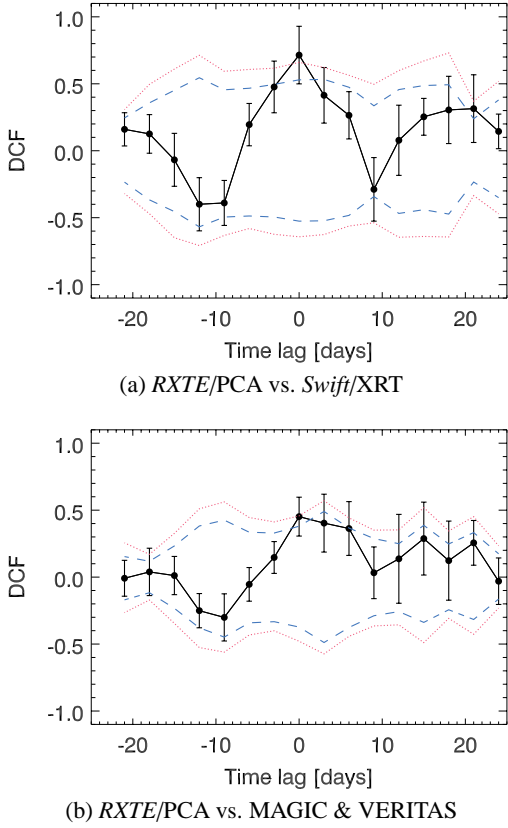 1.0
0.5
0.0
-0.5
-1.0
DCF
-20 -10 0 10 20
Time lag [days]
(a) RXTE/PCA vs. Swift/XRT
1.0
0.5
0.0
-0.5
-1.0
DCF
-20 -10 0 10 20
Time lag [days]
(b) RXTE/PCA vs. MAGIC & VERITAS